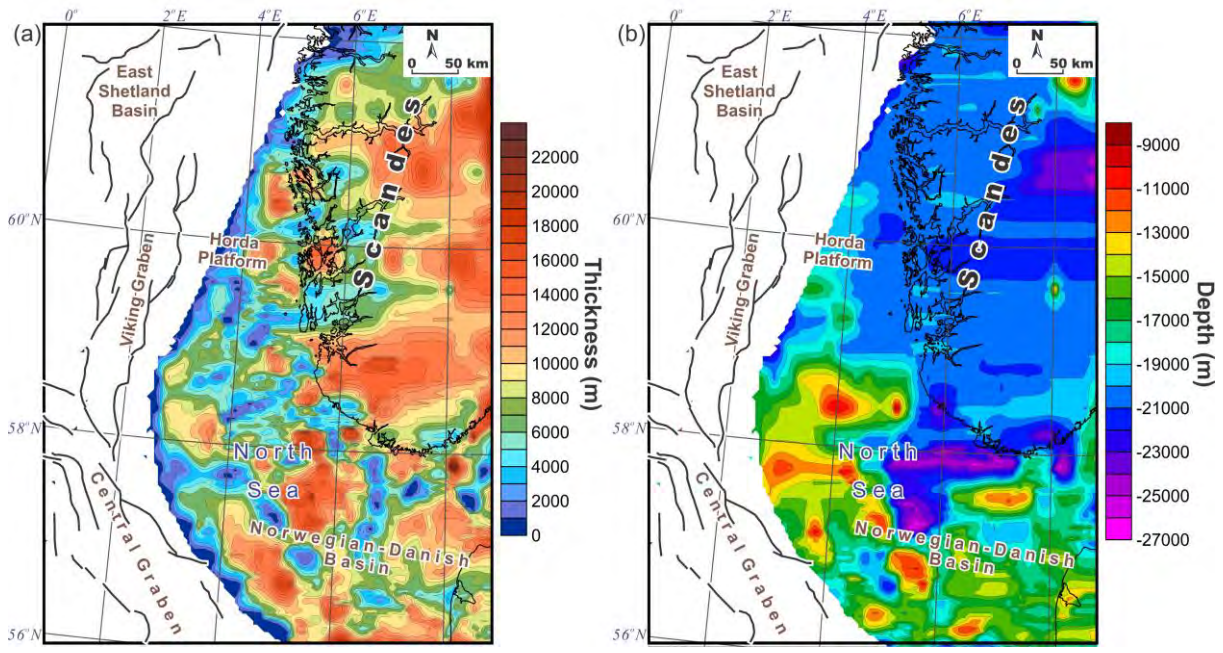 (a)
0°
2°E
4°E
6°E
N
0 50 km
East
Shetland
Basin
Scandes
60°N
Horda
Platform
Viking Graben
58°N
North
Sea
Central Graben
Norwegian-Danish
Basin
56°N
22000
20000
18000
16000
14000
12000
10000
8000
6000
4000
2000
0
Thickness (m)
(b)
0°
2°E
4°E
6°E
N
0 50 km
East
Shetland
Basin
Scandes
60°N
Horda
Platform
Viking Graben
58°N
North
Sea
Central Graben
Norwegian-Danish
Basin
56°N
-9000
-11000
-13000
-15000
-17000
-19000
-21000
-23000
-25000
-27000
Depth (m)